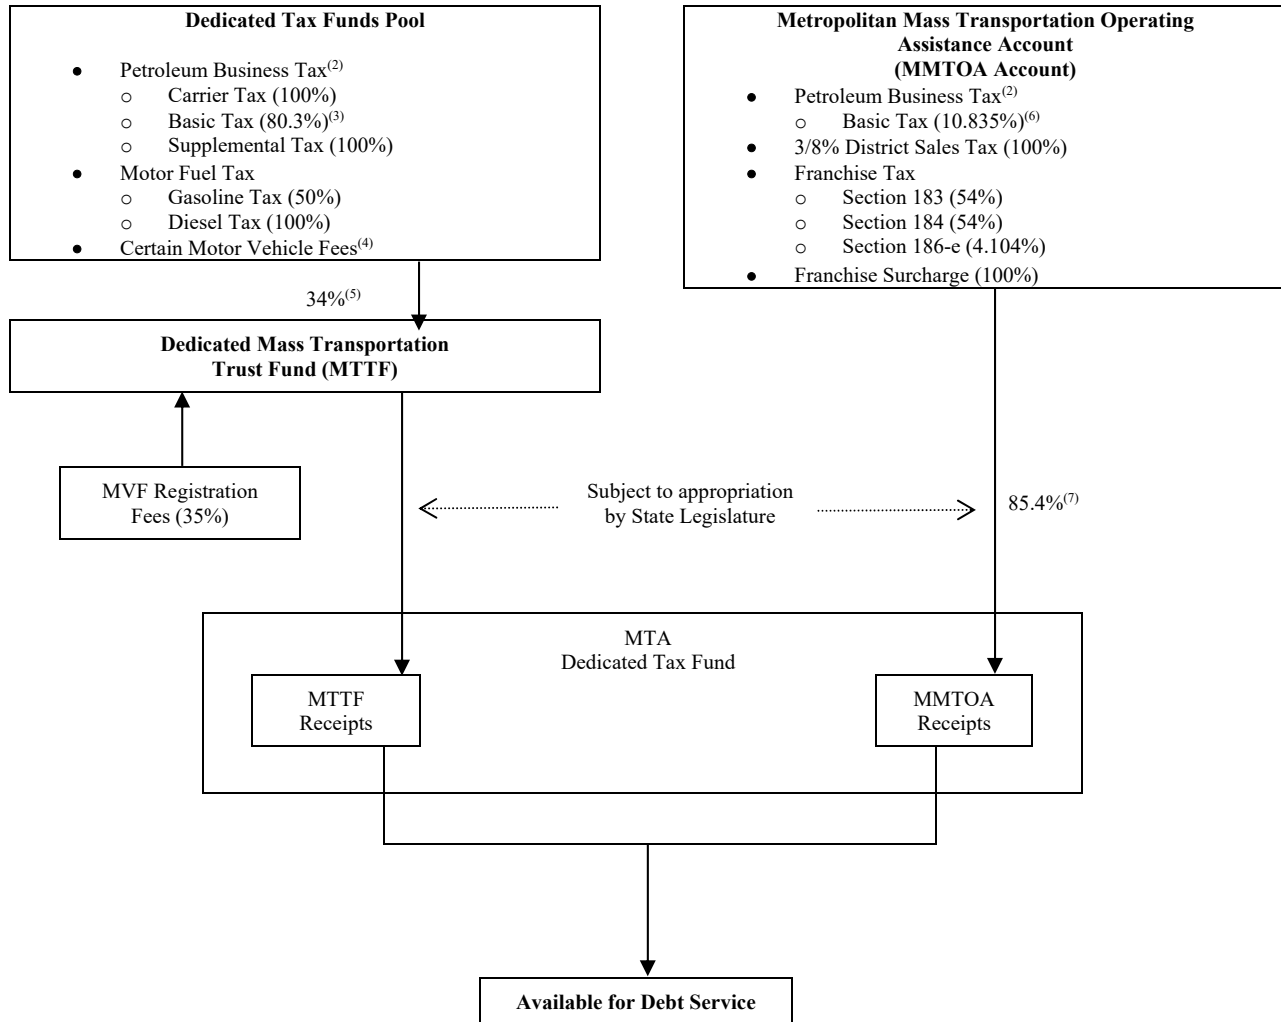 Dedicated Tax Funds Pool
● Petroleum Business Tax(2)
o Carrier Tax (100%)
o Basic Tax (80.3%)(3)
o Supplemental Tax (100%)
● Motor Fuel Tax
o Gasoline Tax (50%)
o Diesel Tax (100%)
● Certain Motor Vehicle Fees(4)
Metropolitan Mass Transportation Operating
Assistance Account
(MMTOA Account)
● Petroleum Business Tax(2)
o Basic Tax (10.835%)(6)
● 3/8% District Sales Tax (100%)
● Franchise Tax
o Section 183 (54%)
o Section 184 (54%)
o Section 186-e (4.104%)
● Franchise Surcharge (100%)
34%(5)
Dedicated Mass Transportation
Trust Fund (MTTF)
MVF Registration
Fees (35%)
Subject to appropriation
by State Legislature
85.4%(7)
MTA
Dedicated Tax Fund
MTTF
Receipts
MMTOA
Receipts
Available for Debt Service